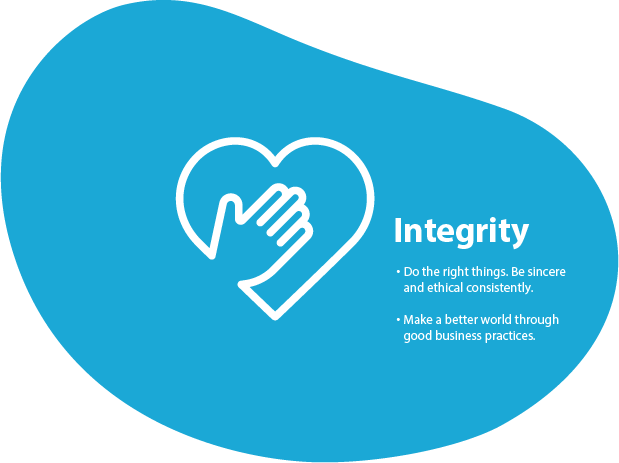 Integrity
• Do the right things. Be sincere
and ethical consistently.
• Make a better world through
good business practices.